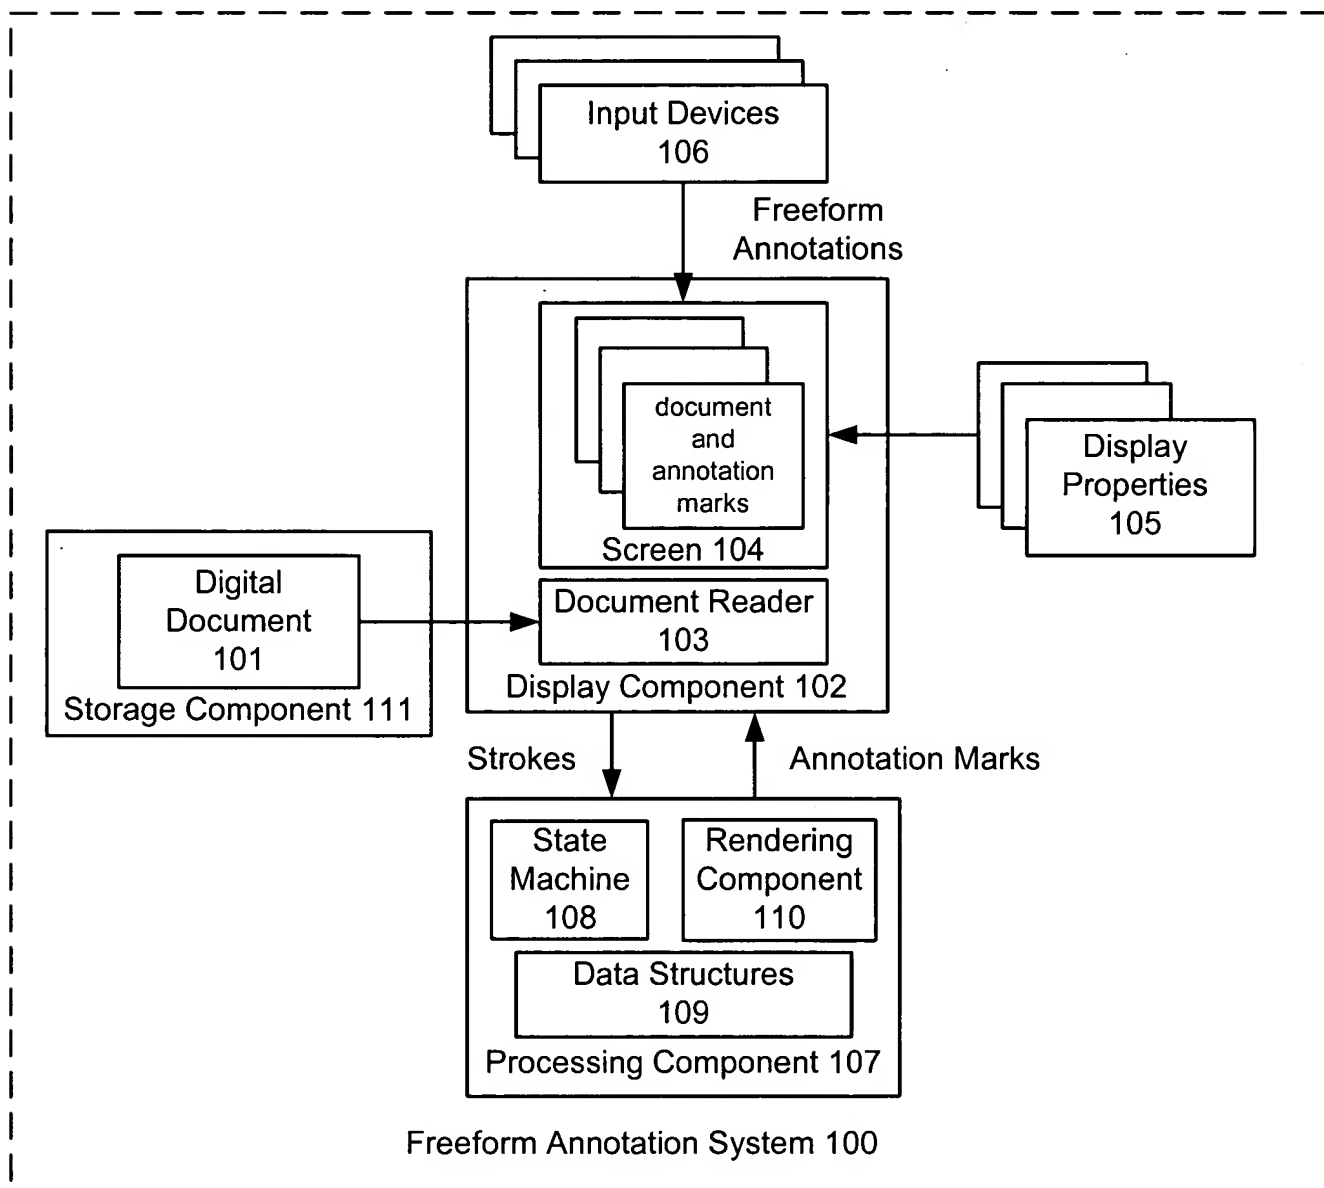 Input Devices
106
Freeform
Annotations
document
and
annotation
marks
Screen 104
Display
Properties
105
Digital
Document
101
Storage Component 111
Document Reader
103
Display Component 102
Strokes
Annotation Marks
State
Machine
108
Rendering
Component
110
Data Structures
109
Processing Component 107
Freeform Annotation System 100